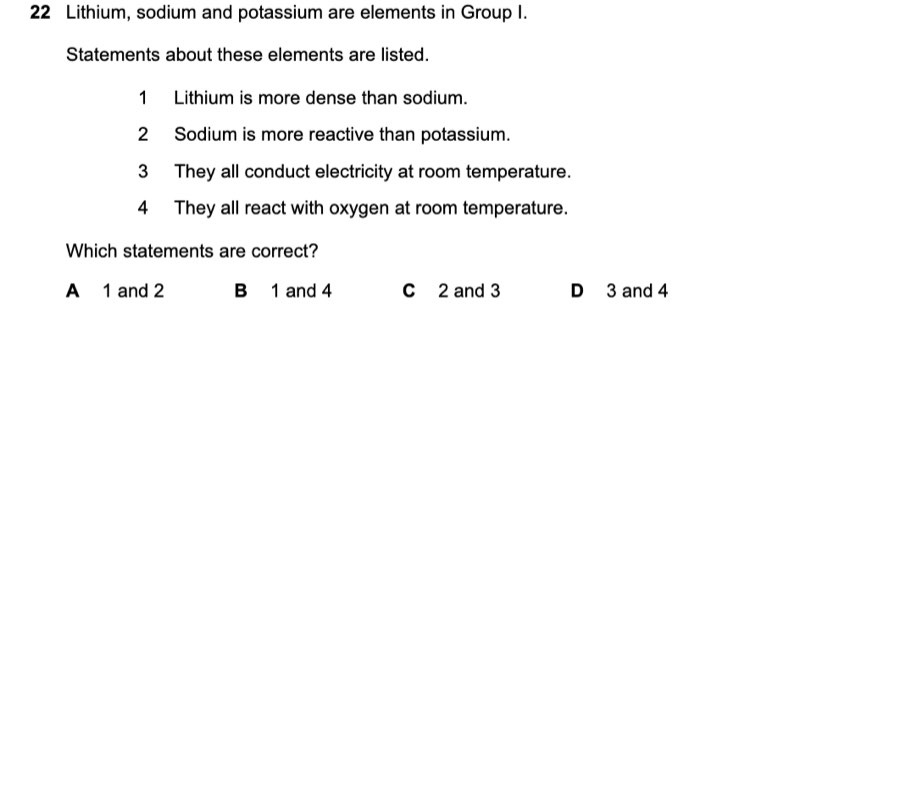 22 Lithium, sodium and potassium are elements in Group I.
Statements about these elements are listed.
1 Lithium is more dense than sodium.
2 Sodium is more reactive than potassium.
3 They all conduct electricity at room temperature.
4 They all react with oxygen at room temperature.
Which statements are correct?
A 1 and 2 B 1 and 4 C 2 and 3 D 3 and 4